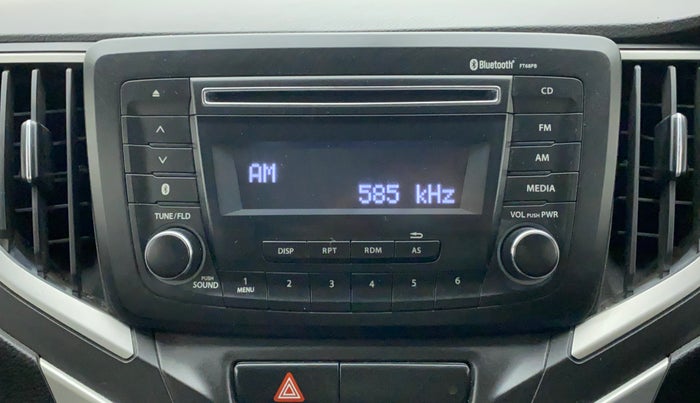 Bluetooth® FT68PB
CD
FM
AM
AM
585 kHz
MEDIA
TUNE/FLD
VOL PUSH PWR
DISP RPT RDM AS
PUSH
SOUND
1 2 3 4 5 6
MENU